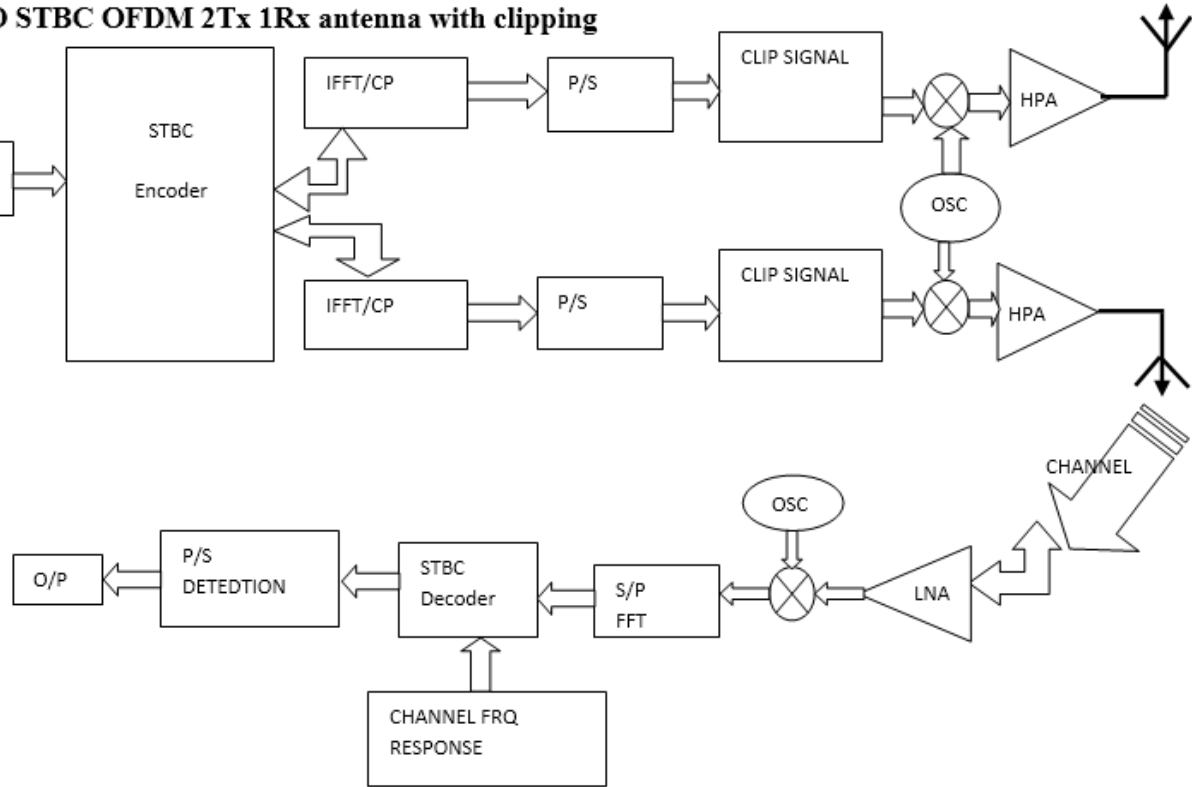 O STBC OFDM 2Tx 1Rx antenna with clipping
IFFT/CP
P/S
CLIP SIGNAL
HPA
STBC
Encoder
OSC
IFFT/CP
P/S
CLIP SIGNAL
HPA
CHANNEL
OSC
O/P
P/S
DETEDTION
STBC
Decoder
S/P
FFT
LNA
CHANNEL FRQ
RESPONSE